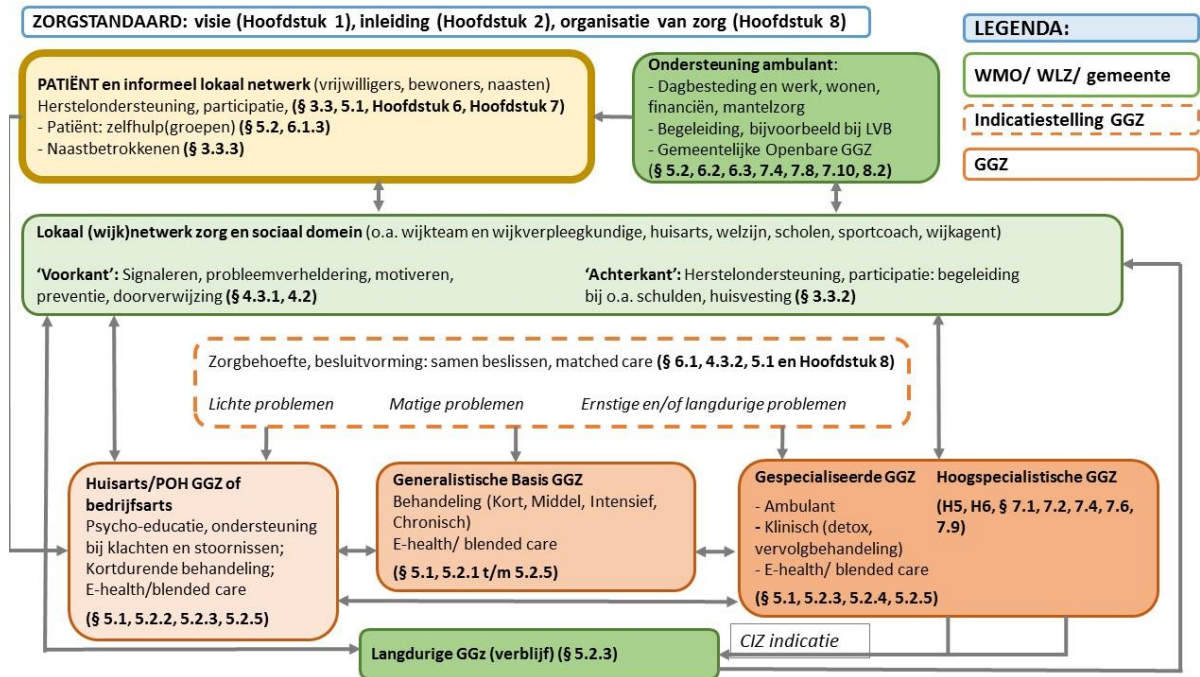 ZORGSTANDAARD: visie (Hoofdstuk 1), inleiding (Hoofdstuk 2), organisatie van zorg (Hoofdstuk 8)
LEGENDA:
WMO/ WLZ/ gemeente
Indicatiestelling GGZ
GGZ
PATIËNT en informeel lokaal netwerk (vrijwilligers, bewoners, naasten)
Herstelondersteuning, participatie, (§ 3.3, 5.1, Hoofdstuk 6, Hoofdstuk 7)
- Patiënt: zelfhulp(groepen) (§ 5.2, 6.1.3)
- Naastbetrokkenen (§ 3.3.3)
Ondersteuning ambulant:
- Dagbesteding en werk, wonen,
financiën, mantelzorg
- Begeleiding, bijvoorbeeld bij LVB
- Gemeentelijke Openbare GGZ
(§ 5.2, 6.2, 6.3, 7.4, 7.8, 7.10, 8.2)
Lokaal (wijk)netwerk zorg en sociaal domein (o.a. wijkteam en wijkverpleegkundige, huisarts, welzijn, scholen, sportcoach, wijkagent)
'Voorkant': Signaleren, probleemverheldering, motiveren,
preventie, doorverwijzing (§ 4.3.1, 4.2)
'Achterkant': Herstelondersteuning, participatie: begeleiding
bij o.a. schulden, huisvesting (§ 3.3.2)
Zorgbehoefte, besluitvorming: samen beslissen, matched care (§ 6.1, 4.3.2, 5.1 en Hoofdstuk 8)
Lichte problemen
Matige problemen
Ernstige en/of langdurige problemen
Huisarts/POH GGZ of
bedrijfsarts
Psycho-educatie, ondersteuning
bij klachten en stoornissen;
Kortdurende behandeling;
E-health/blended care
(§ 5.1, 5.2.2, 5.2.3, 5.2.5)
Generalistische Basis GGZ
Behandeling (Kort, Middel, Intensief,
Chronisch)
E-health/ blended care
(§ 5.1, 5.2.1 t/m 5.2.5)
Gespecialiseerde GGZ
- Ambulant
- Klinisch (detox,
vervolgbehandeling)
- E-health/ blended care
(§ 5.1, 5.2.3, 5.2.4, 5.2.5)
Hoogspecialistische GGZ
(H5, H6, § 7.1, 7.2, 7.4, 7.6,
7.9)
CIZ indicatie
Langdurige GGz (verblijf) (§ 5.2.3)